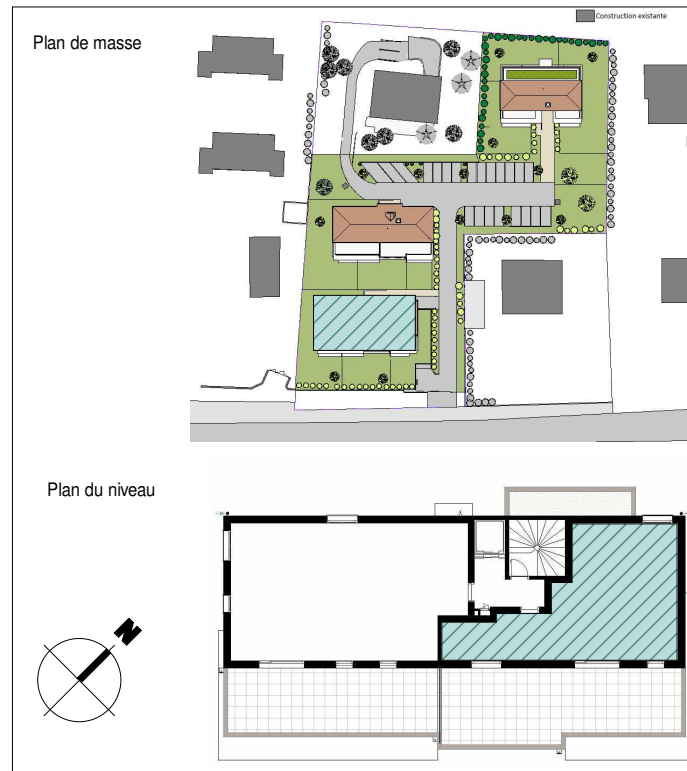 Construction existante
Plan de masse
Plan du niveau
N